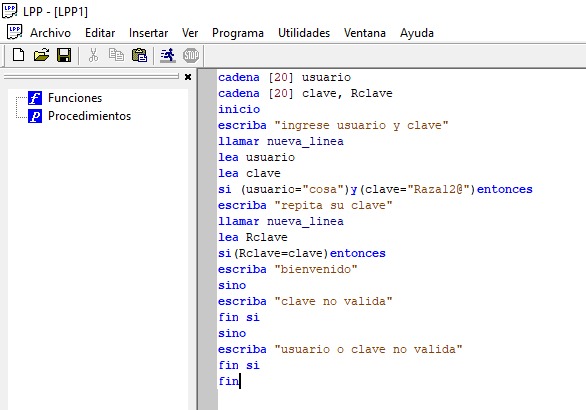 LPP - [LPP1]
Archivo Editar Insertar Ver Programa Utilidades Ventana Ayuda
STOP
Funciones
Procedimientos
cadena [20] usuario
cadena [20] clave, Rclave
inicio
escriba "ingrese usuario y clave"
llamar nueva_linea
lea usuario
lea clave
si (usuario="cosa")y(clave="Raza12@")entonces
escriba "repita su clave"
llamar nueva_linea
lea Rclave
si(Rclave=clave)entonces
escriba "bienvenido"
sino
escriba "clave no valida"
fin si
sino
escriba "usuario o clave no valida"
fin si
fin